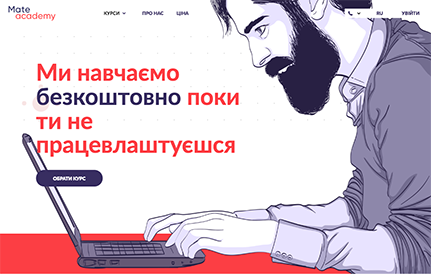 Mate
academy
КУРСИ ПРО НАС ЦІНА RU УВІЙТИ
Ми навчаємо
безкоштовно поки
ти не
працевлаштуєшся
ОБРАТИ КУРС